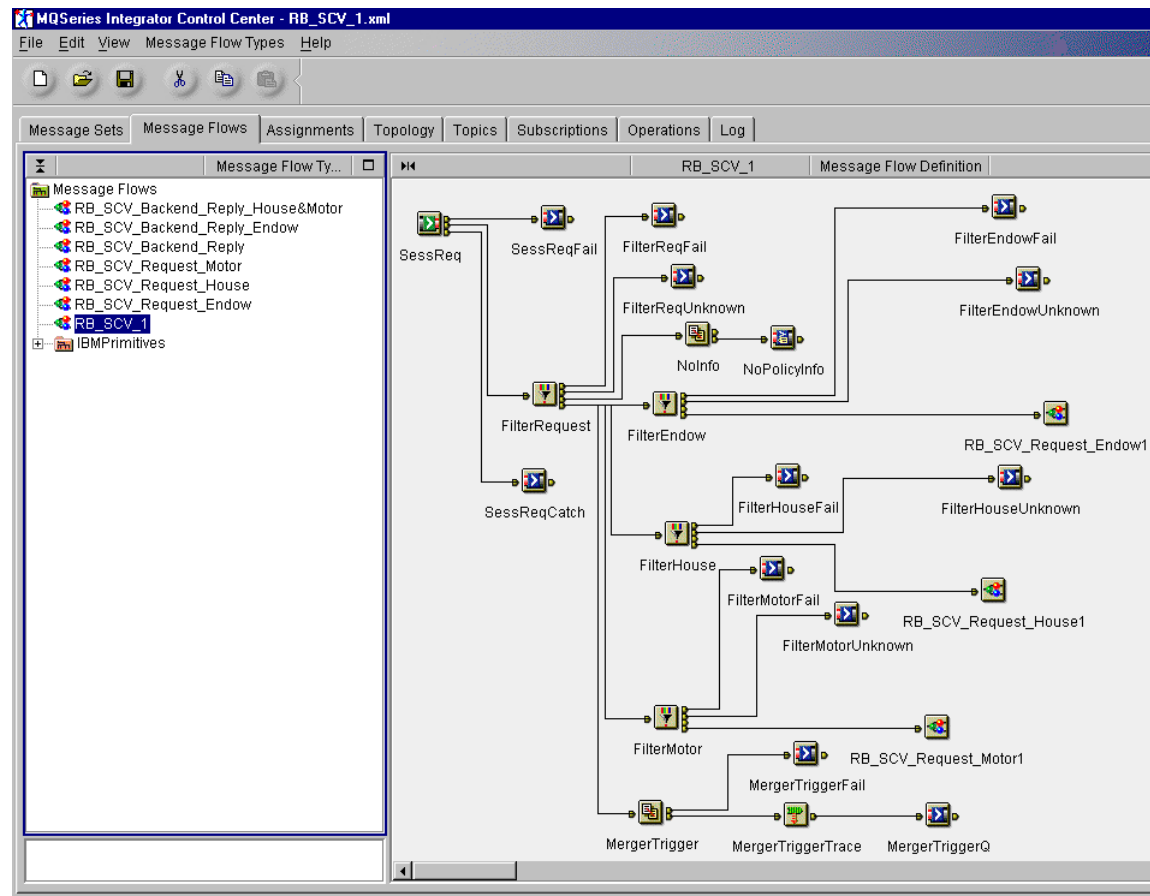 MQSeries Integrator Control Center - RB_SCV_1.xml
File Edit View Message Flow Types Help
Message Sets Message Flows Assignments Topology Topics Subscriptions Operations Log
Message Flow Ty...
RB_SCV_1 Message Flow Definition
Message Flows
RB_SCV_Backend_Reply_House&Motor
RB_SCV_Backend_Reply_Endow
RB_SCV_Backend_Reply
RB_SCV_Request_Motor
RB_SCV_Request_House
RB_SCV_Request_Endow
RB_SCV_1
IBMPrimitives
SessReq
SessReqFail
FilterReqFail
FilterEndowFail
FilterReqUnknown
FilterEndowUnknown
NoInfo
NoPolicyInfo
FilterRequest
FilterEndow
RB_SCV_Request_Endow1
SessReqCatch
FilterHouseFail
FilterHouseUnknown
FilterHouse
FilterMotorFail
RB_SCV_Request_House1
FilterMotorUnknown
FilterMotor
RB_SCV_Request_Motor1
MergerTriggerFail
MergerTrigger
MergerTriggerTrace
MergerTriggerQ